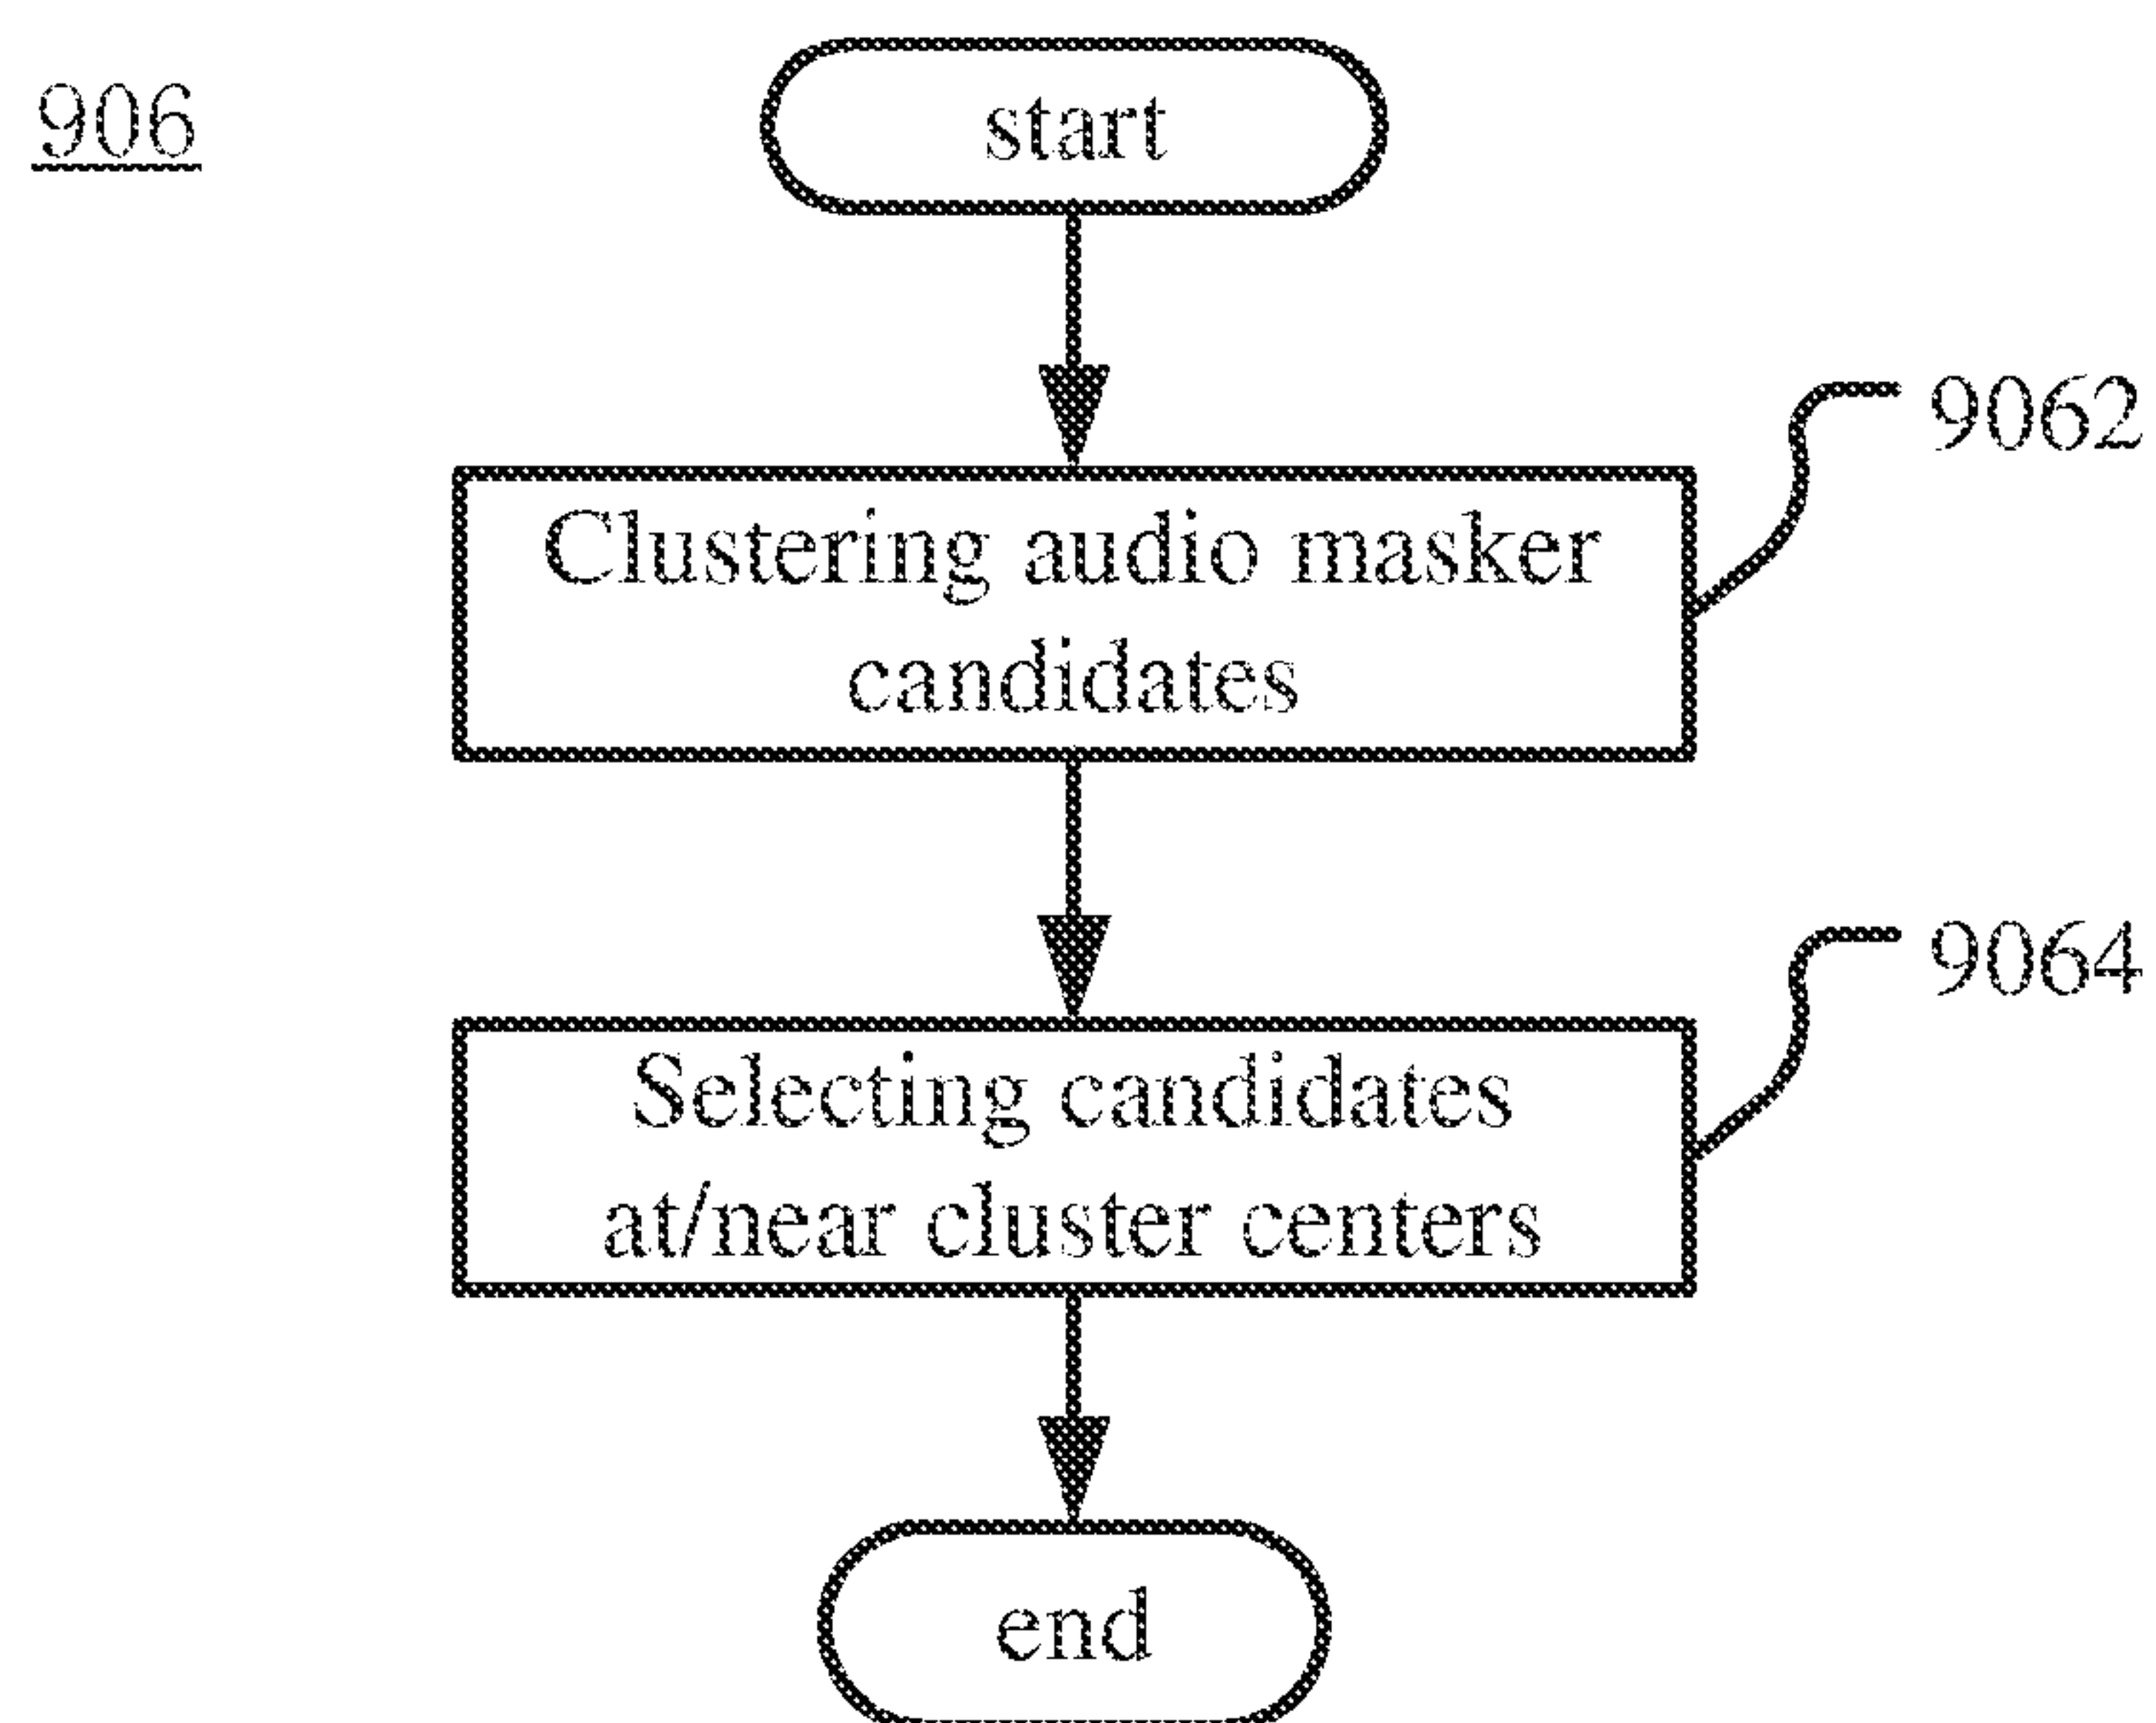 906
start
9062
Clustering audio masker
candidates
9064
Selecting candidates
at/near cluster centers
end